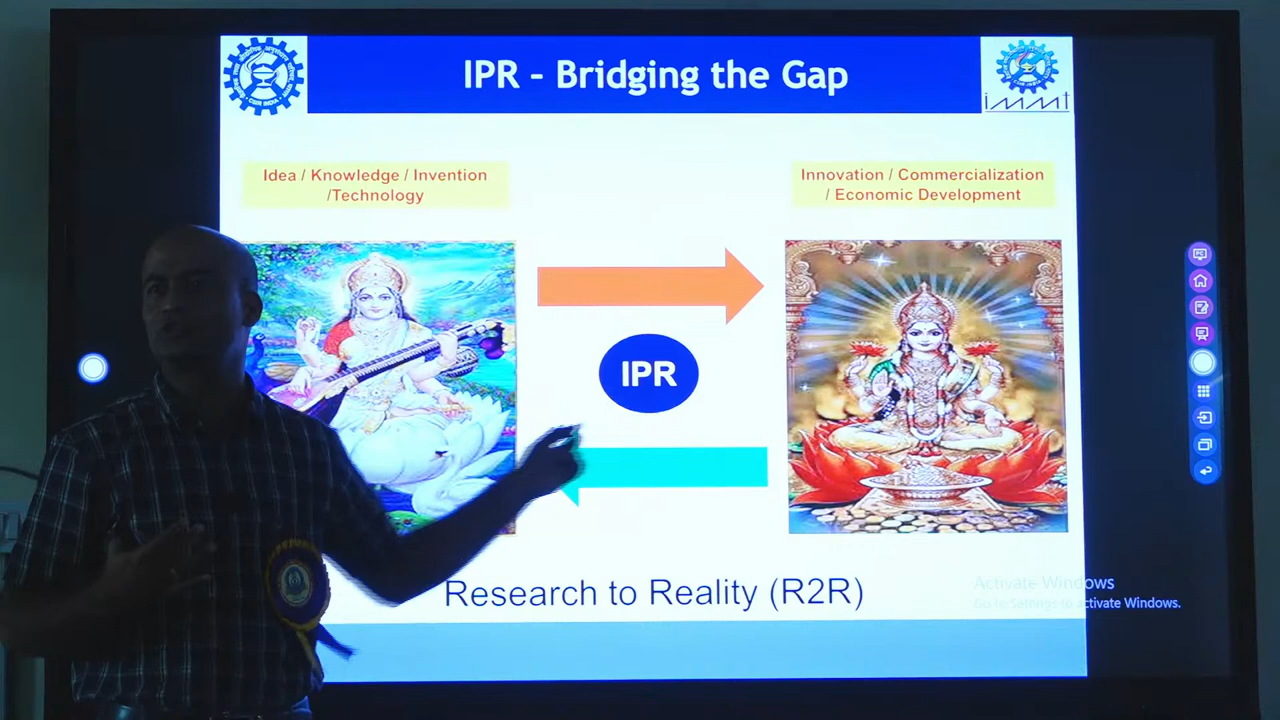 IPR - Bridging the Gap
immt
Idea / Knowledge / Invention
/Technology
Innovation / Commercialization
/ Economic Development
IPR
Research to Reality (R2R)
Activate Windows
Go to Settings to activate Windows.